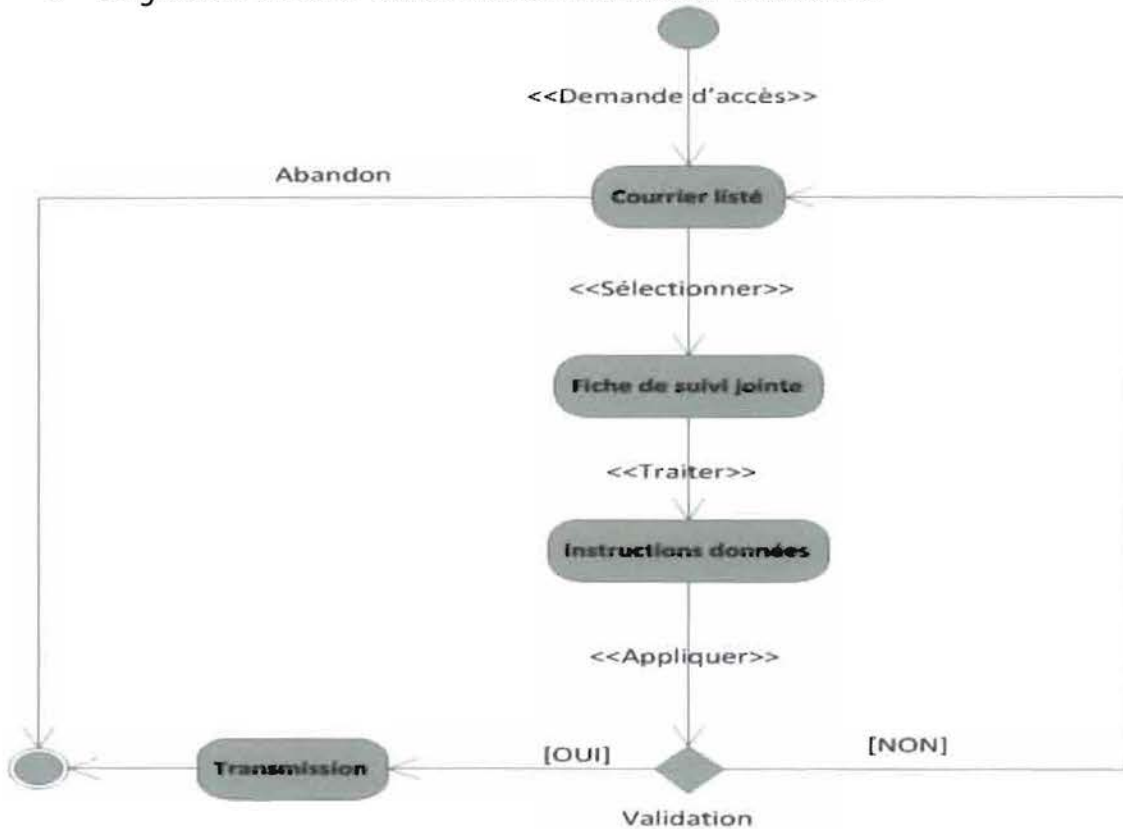 <<Demande d'accès>>
Abandon
Courrier listé
<<Sélectionner>>
Fiche de suivi jointe
<<Traiter>>
Instructions données
<<Appliquer>>
[OUI]
[NON]
Transmission
Validation